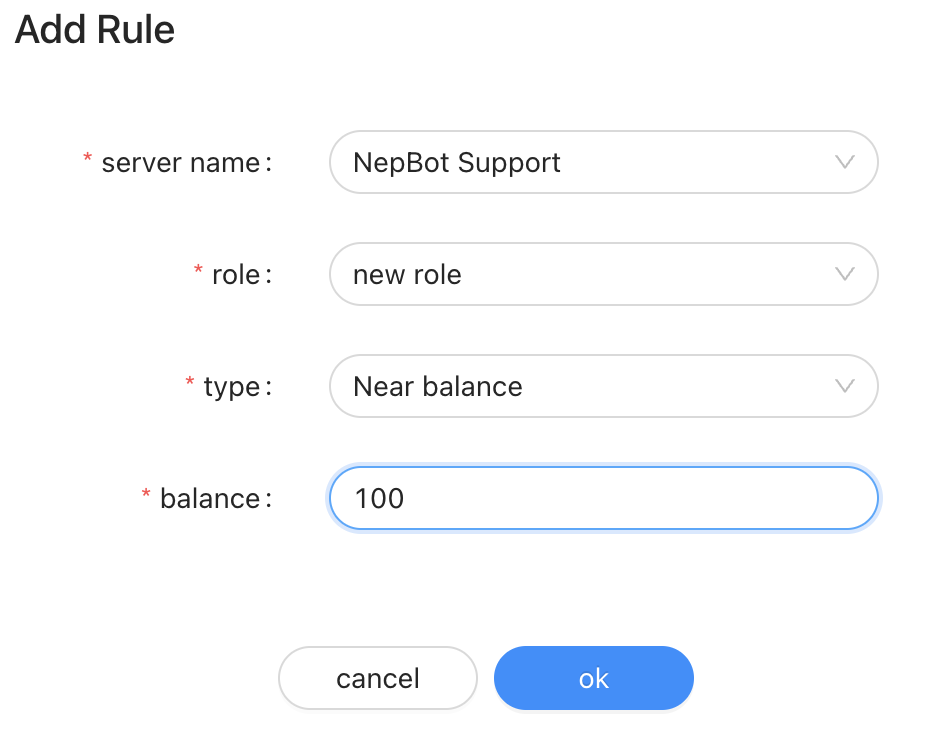 Add Rule
* server name: NepBot Support
* role: new role
* type: Near balance
* balance: 100
cancel ok